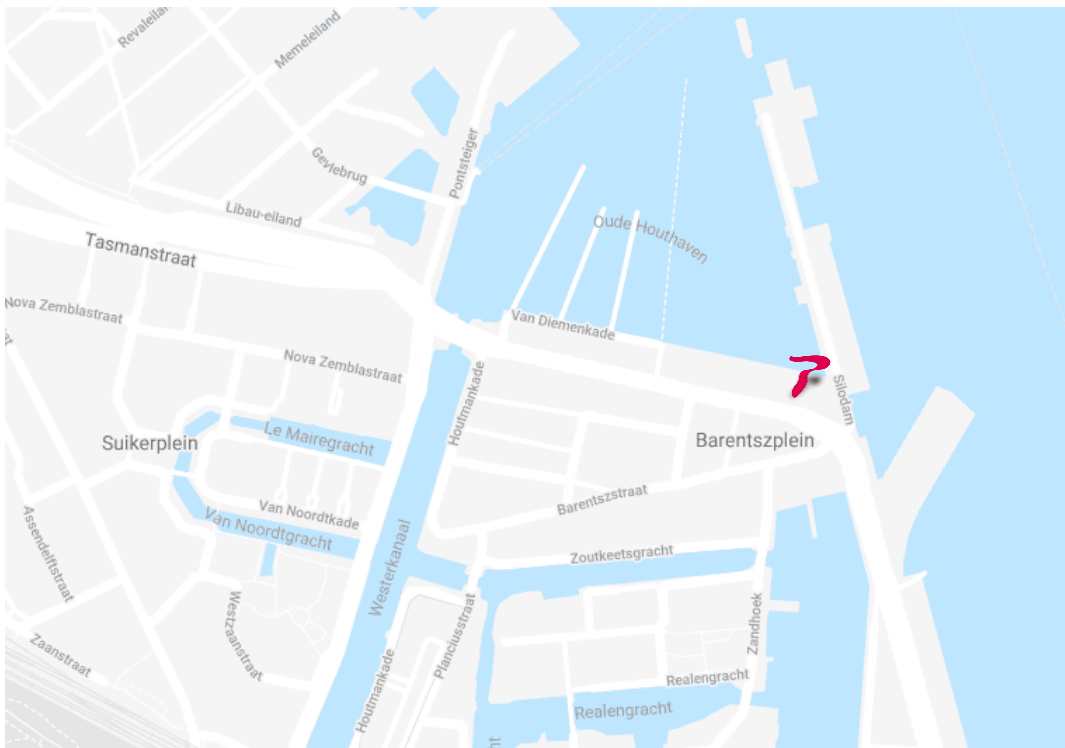 Revaleiland
Memeleiland
Pontsteiger
Gevlebrug
Libau-eiland
Oude Houthaven
Tasmanstraat
Nova Zemblastraat
Van Diemenkade
Nova Zemblastraat
Houtmankade
Silodam
Suikerplein
Le Mairegracht
Barentszplein
Barentszstraat
Van Noordtkade
Van Noordtgracht
Assendelftstraat
Westerkanaal
Zoutkeetsgracht
Westzaanstraat
Planciusstraat
Zandhoek
Zaanstraat
Houtmankade
Realengracht
Realengracht